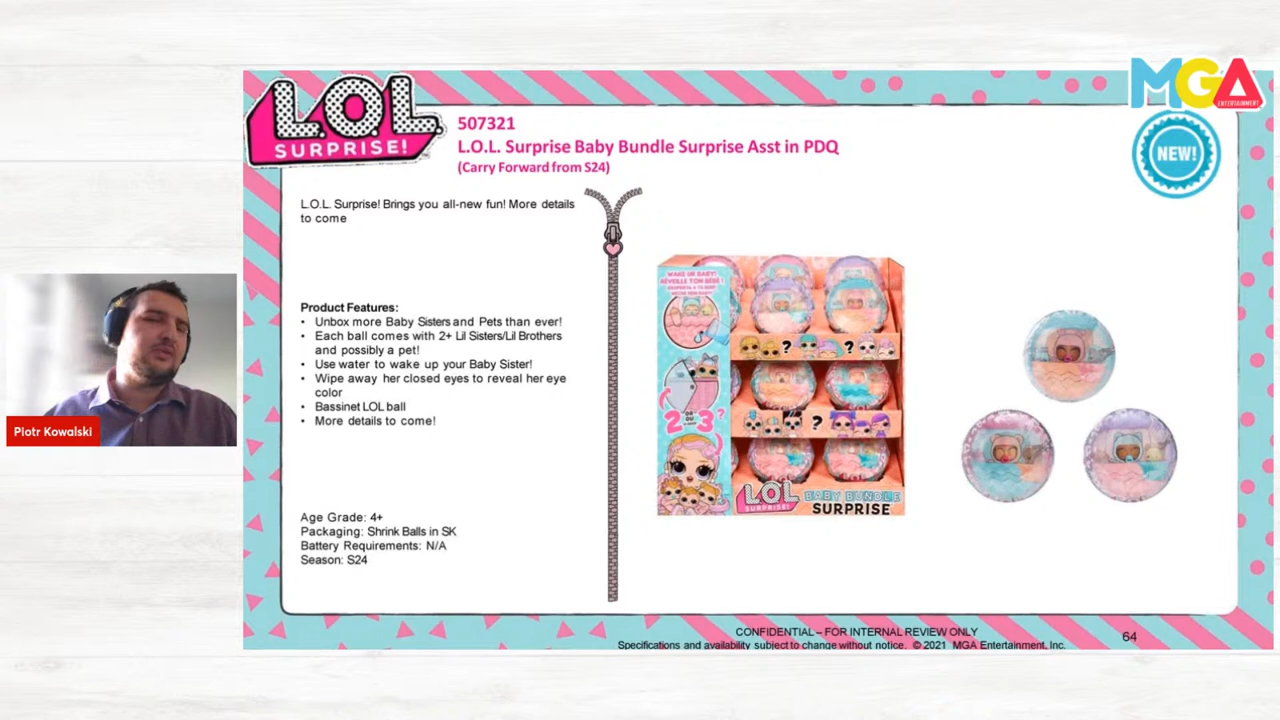 MGA
ENTERTAINMENT
L.O.L.
SURPRISE!
507321
L.O.L. Surprise Baby Bundle Surprise Asst in PDQ
(Carry Forward from S24)
NEW!
L.O.L. Surprise! Brings you all-new fun! More details
to come
Product Features:
• Unbox more Baby Sisters and Pets than ever!
• Each ball comes with 2+ Lil Sisters/Lil Brothers
and possibly a pet!
• Use water to wake up your Baby Sister!
• Wipe away her closed eyes to reveal her eye
color
• Bassinet LOL ball
• More details to come!
Age Grade: 4+
Packaging: Shrink Balls in SK
Battery Requirements: N/A
Season: S24
WAKE UR BABY!
RÉVEILLE TON BÉBÉ !
? ?
?
2 3?
L.O.L.
SURPRISE!
BABY BUNDLE
SURPRISE
Piotr Kowalski
CONFIDENTIAL – FOR INTERNAL REVIEW ONLY
Specifications and availability subject to change without notice. © 2021 MGA Entertainment, Inc.
64